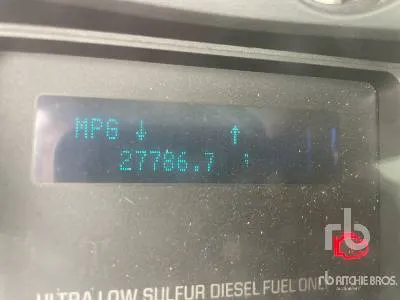 MPG ↓ ↑
27786.7
ULTRA LOW SULFUR DIESEL FUEL ONLY
rb
RITCHIE BROS.